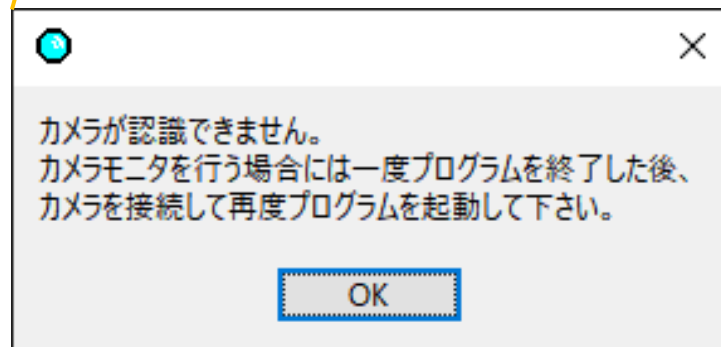 カメラが認識できません。
カメラモニタを行う場合には一度プログラムを終了した後、
カメラを接続して再度プログラムを起動して下さい。
OK